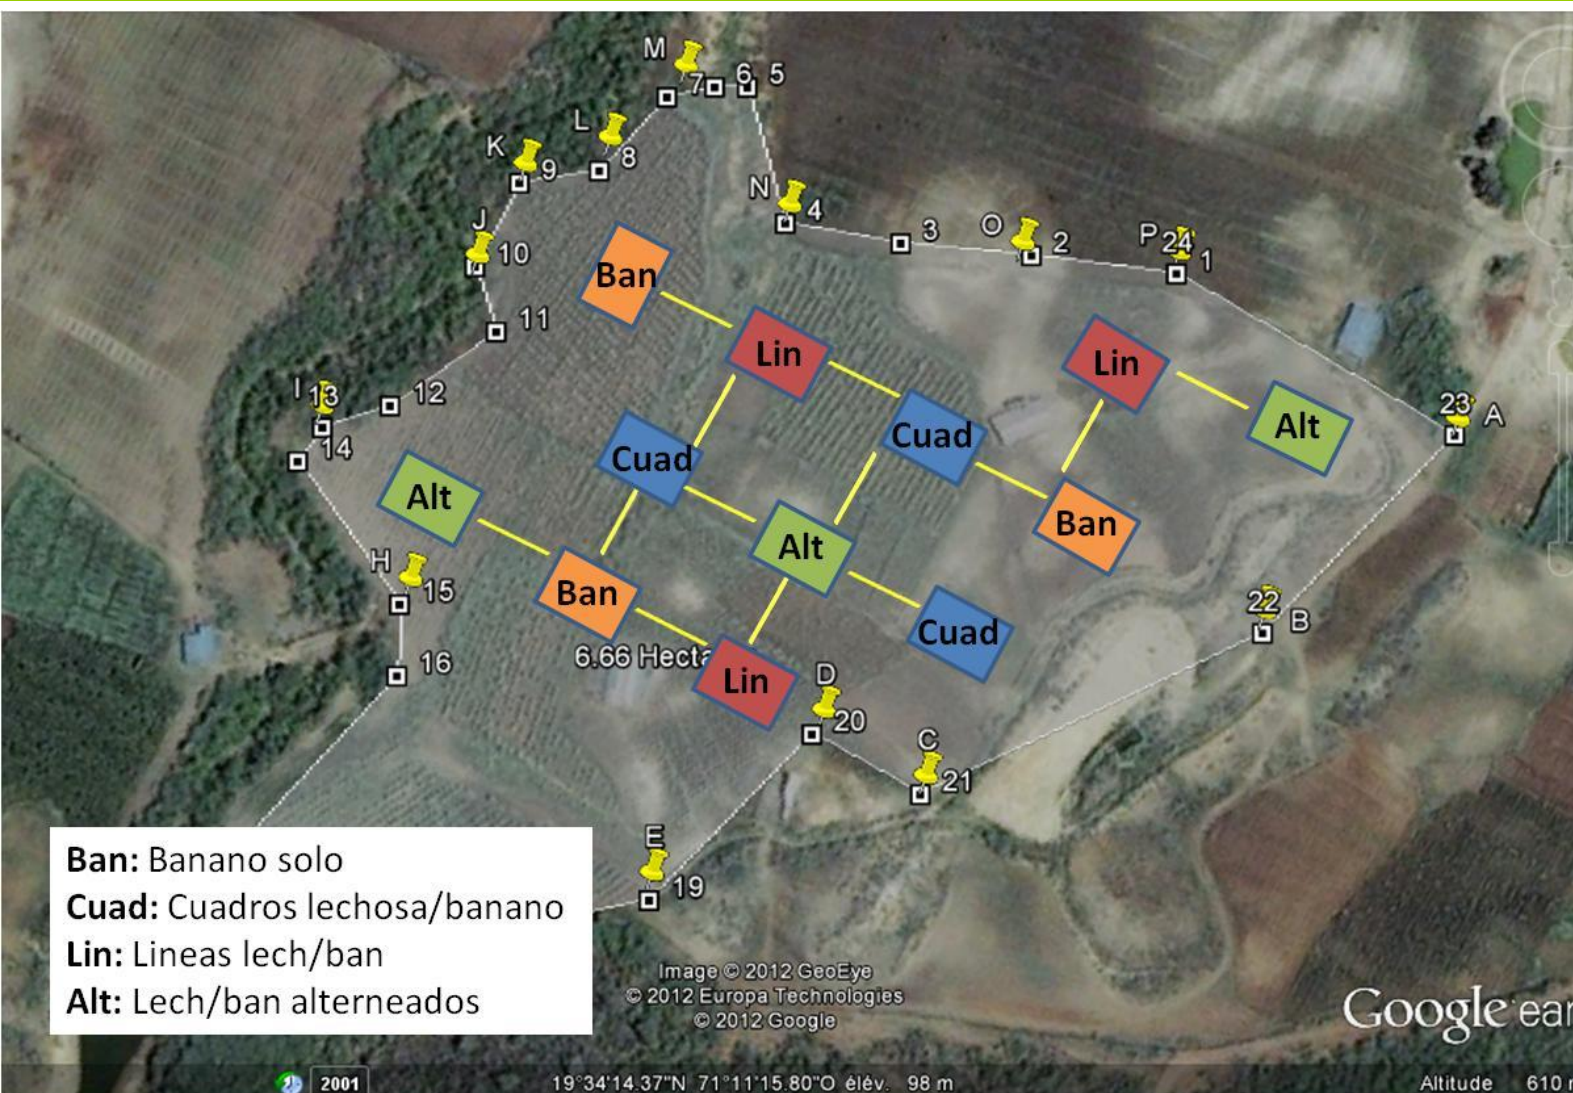 M
7
6
5
L
8
K
9
N
4
J
10
3
O
2
P
24
1
11
Ban
Lin
Lin
I
13
12
14
23
A
Alt
Cuad
Cuad
Alt
Ban
Alt
H
15
Ban
22
B
Cuad
16
6.66 Hecta
Lin
D
20
C
21
E
19
Ban: Banano solo
Cuad: Cuadros lechosa/banano
Lin: Lineas lech/ban
Alt: Lech/ban alterneados
Image © 2012 GeoEye
© 2012 Europa Technologies
© 2012 Google
Google ear
2001
19°34'14.37"N 71°11'15.80"O élév. 98 m
Altitude 610 m